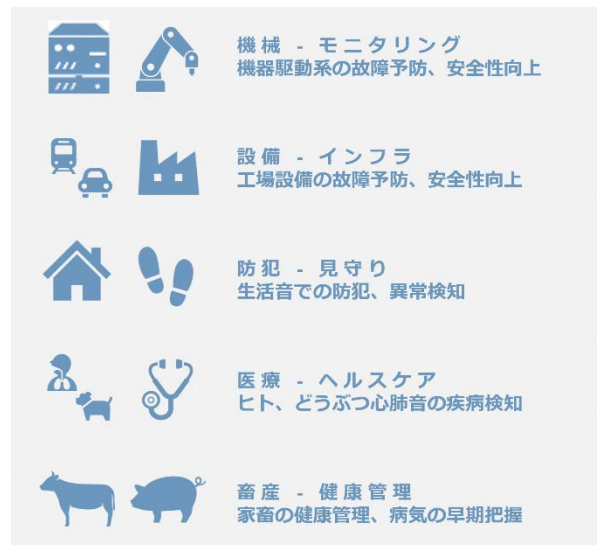 機械 - モニタリング
機器駆動系の故障予防、安全性向上
設備 - インフラ
工場設備の故障予防、安全性向上
防犯 - 見守り
生活音での防犯、異常検知
医療 - ヘルスケア
ヒト、どうぶつ心肺音の疾病検知
畜産 - 健康管理
家畜の健康管理、病気の早期把握